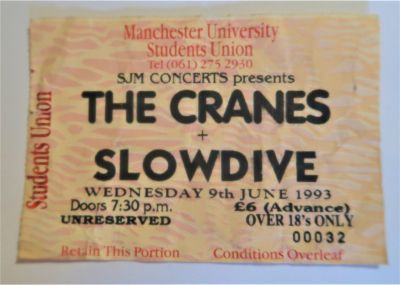 Manchester University
Students Union
Tel (061) 275 2930
SJM CONCERTS presents
THE CRANES
+
SLOWDIVE
WEDNESDAY 9th JUNE 1993
Doors 7:30 p.m. £6 (Advance)
UNRESERVED OVER 18's ONLY
00032
Retain This Portion Conditions Overleaf
Students Union